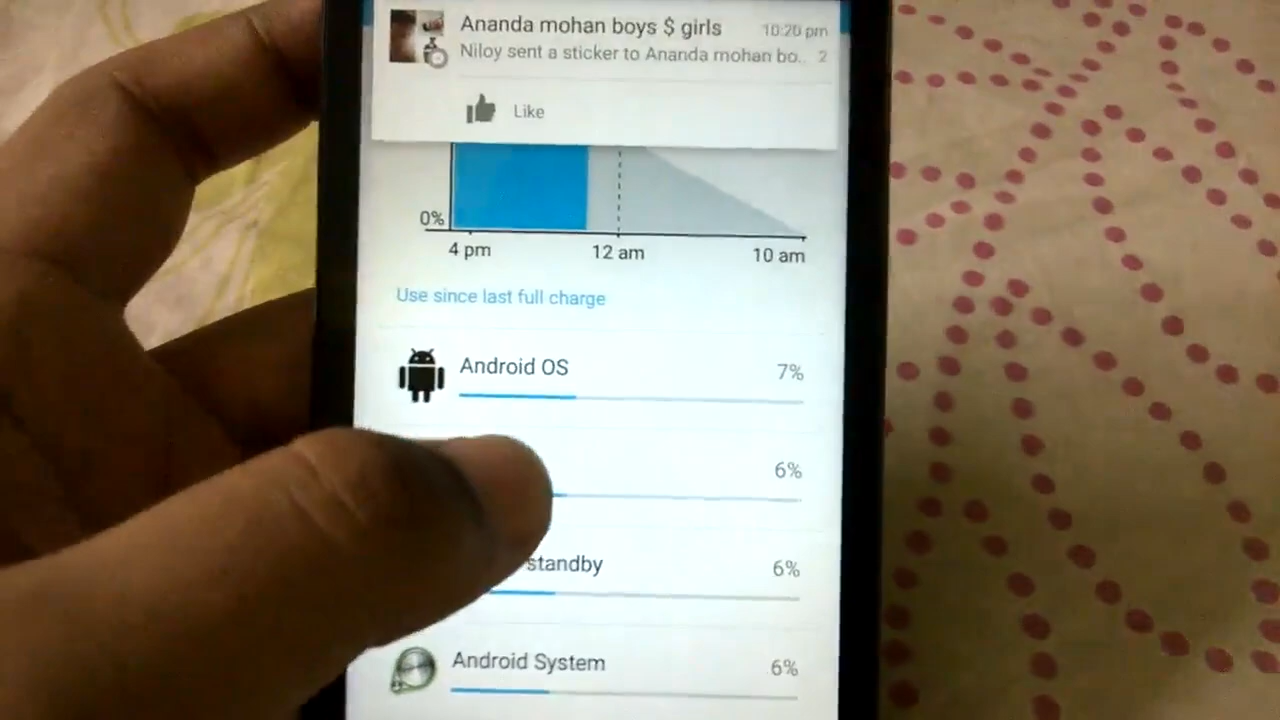 Ananda mohan boys $ girls 10:20 pm
Niloy sent a sticker to Ananda mohan bo.. 2
Like
0%
4 pm 12 am 10 am
Use since last full charge
Android OS 7%
6%
standby 6%
Android System 6%